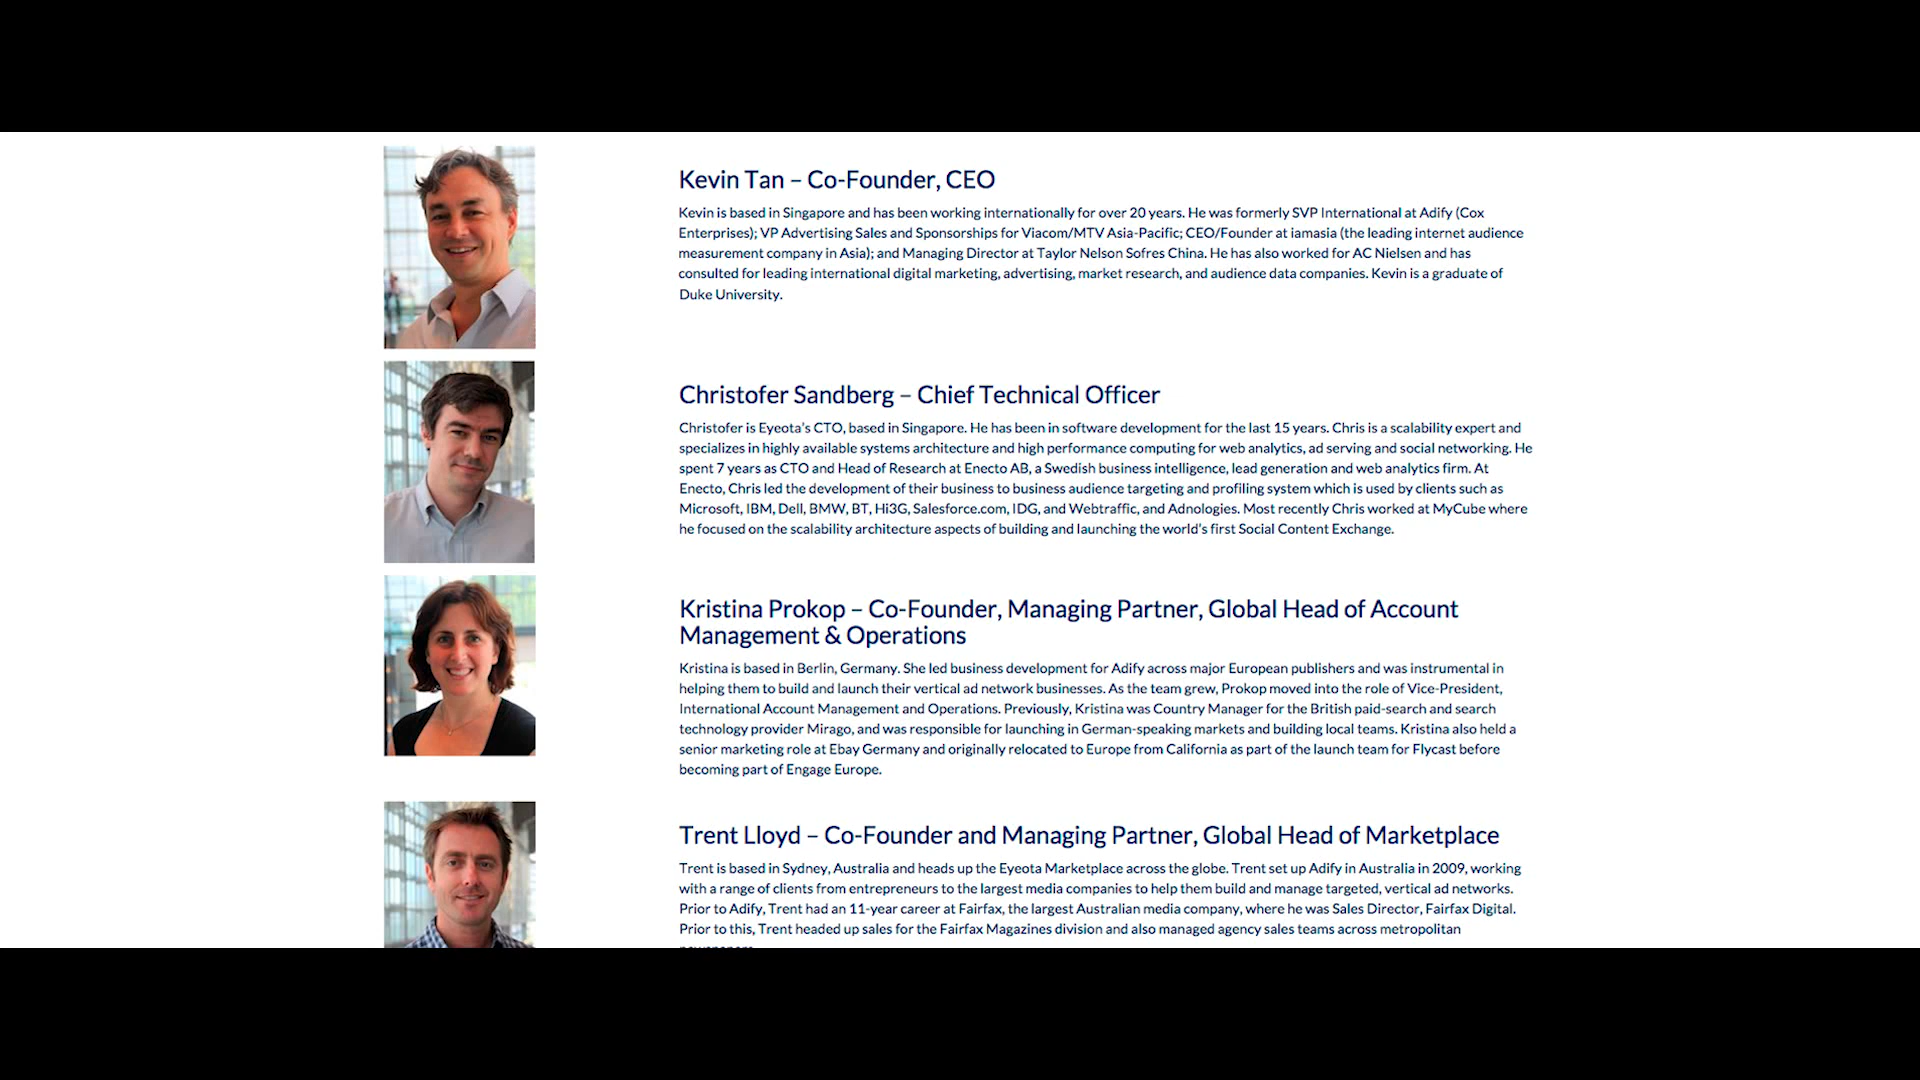 Kevin Tan – Co-Founder, CEO
Kevin is based in Singapore and has been working internationally for over 20 years. He was formerly SVP International at Adify (Cox
Enterprises); VP Advertising Sales and Sponsorships for Viacom/MTV Asia-Pacific; CEO/Founder at iamasia (the leading internet audience
measurement company in Asia); and Managing Director at Taylor Nelson Sofres China. He has also worked for AC Nielsen and has
consulted for leading international digital marketing, advertising, market research, and audience data companies. Kevin is a graduate of
Duke University.
Christofer Sandberg – Chief Technical Officer
Christofer is Eyeota’s CTO, based in Singapore. He has been in software development for the last 15 years. Chris is a scalability expert and
specializes in highly available systems architecture and high performance computing for web analytics, ad serving and social networking. He
spent 7 years as CTO and Head of Research at Enecto AB, a Swedish business intelligence, lead generation and web analytics firm. At
Enecto, Chris led the development of their business to business audience targeting and profiling system which is used by clients such as
Microsoft, IBM, Dell, BMW, BT, Hi3G, Salesforce.com, IDG, and Webtraffic, and Adnologies. Most recently Chris worked at MyCube where
he focused on the scalability architecture aspects of building and launching the world’s first Social Content Exchange.
Kristina Prokop – Co-Founder, Managing Partner, Global Head of Account
Management & Operations
Kristina is based in Berlin, Germany. She led business development for Adify across major European publishers and was instrumental in
helping them to build and launch their vertical ad network businesses. As the team grew, Prokop moved into the role of Vice-President,
International Account Management and Operations. Previously, Kristina was Country Manager for the British paid-search and search
technology provider Mirago, and was responsible for launching in German-speaking markets and building local teams. Kristina also held a
senior marketing role at Ebay Germany and originally relocated to Europe from California as part of the launch team for Flycast before
becoming part of Engage Europe.
Trent Lloyd – Co-Founder and Managing Partner, Global Head of Marketplace
Trent is based in Sydney, Australia and heads up the Eyeota Marketplace across the globe. Trent set up Adify in Australia in 2009, working
with a range of clients from entrepreneurs to the largest media companies to help them build and manage targeted, vertical ad networks.
Prior to Adify, Trent had an 11-year career at Fairfax, the largest Australian media company, where he was Sales Director, Fairfax Digital.
Prior to this, Trent headed up sales for the Fairfax Magazines division and also managed agency sales teams across metropolitan